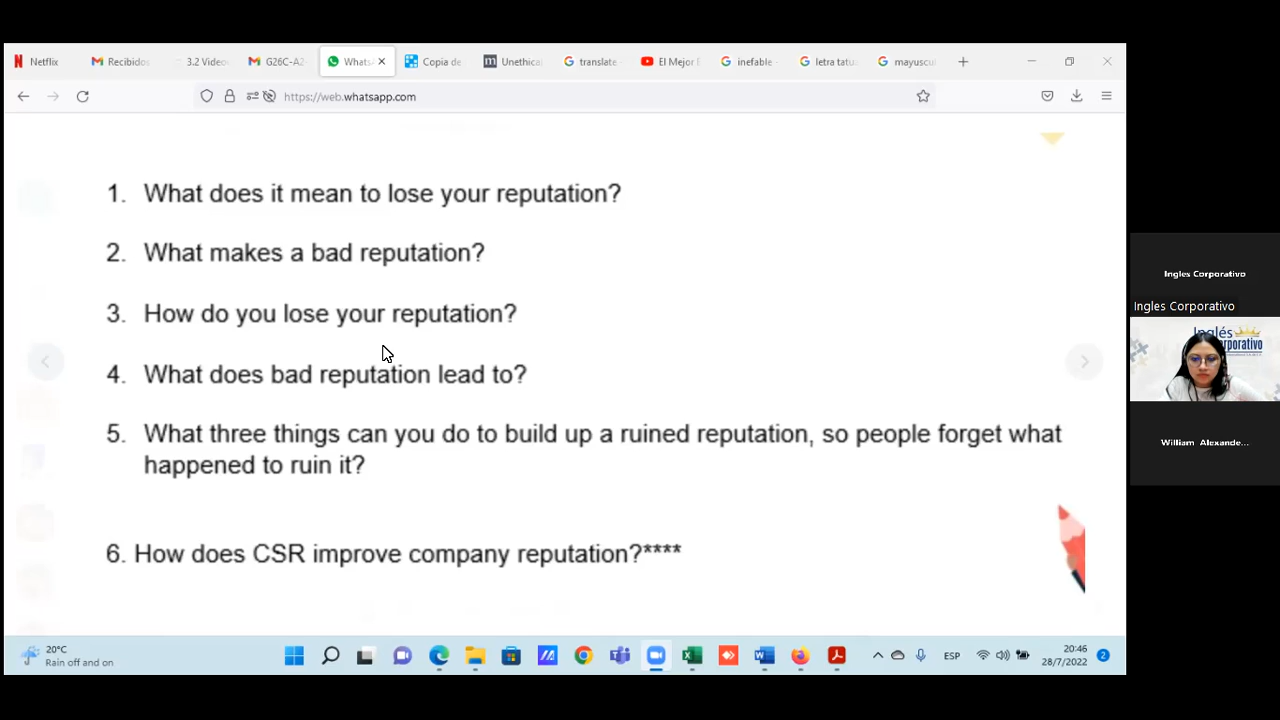 Netflix
Recibidos
3.2 Video
G26C-A2
Whats
Copia de
Unethical
translate
El Mejor
inefable
letra tatu
mayuscu
https://web.whatsapp.com
1. What does it mean to lose your reputation?
2. What makes a bad reputation?
3. How do you lose your reputation?
4. What does bad reputation lead to?
5. What three things can you do to build up a ruined reputation, so people forget what
happened to ruin it?
6. How does CSR improve company reputation?****
Ingles Corporativo
Ingles Corporativo
Inglés
William Alexande...
20°C
Rain off and on
ESP
20:46
28/7/2022
2